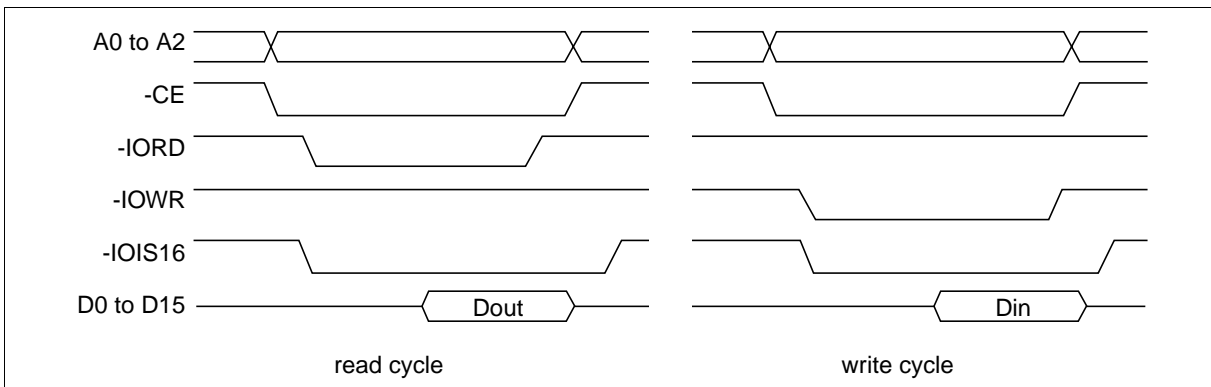 A0 to A2
-CE
-IORD
-IOWR
-IOIS16
D0 to D15 Dout Din
read cycle write cycle